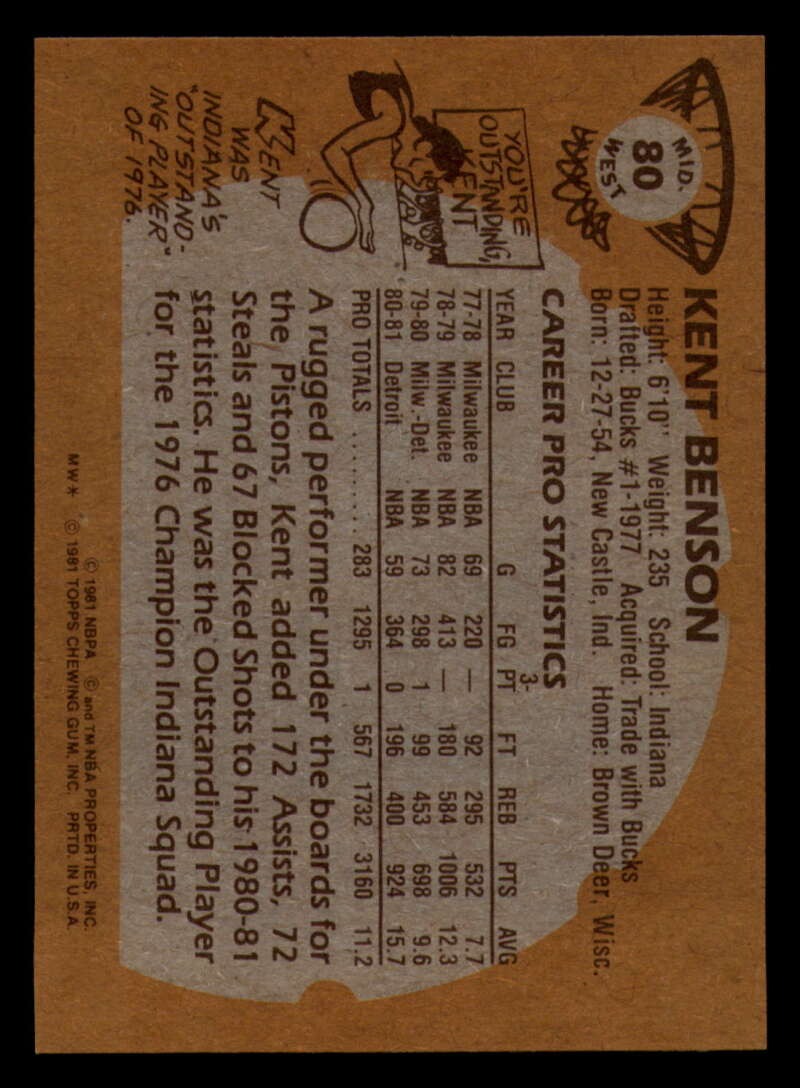 MID.
80
WEST
KENT BENSON
Height: 6'10" Weight: 235 School: Indiana
Drafted: Bucks #1-1977 Acquired: Trade with Bucks
Born: 12-27-54, New Castle, Ind. Home: Brown Deer, Wisc.
CAREER PRO STATISTICS
YEAR CLUB G FG 3-PT FT REB PTS AVG
77-78 Milwaukee NBA 69 220 — 92 295 532 7.7
78-79 Milwaukee NBA 82 413 — 180 584 1006 12.3
79-80 Milw.-Det. NBA 73 298 1 99 453 698 9.6
80-81 Detroit NBA 59 364 0 196 400 924 15.7
PRO TOTALS .......... 283 1295 1 567 1732 3160 11.2
YOU'RE
OUTSTANDING,
KENT
KENT
WAS
INDIANA'S
"OUTSTAND-
ING PLAYER"
OF 1976.
A rugged performer under the boards for
the Pistons, Kent added 172 Assists, 72
Steals and 67 Blocked Shots to his 1980-81
statistics. He was the Outstanding Player
for the 1976 Champion Indiana Squad.
© 1981 NBPA © and TM NBA PROPERTIES, INC.
MW* © 1981 TOPPS CHEWING GUM, INC. PRTD. IN U.S.A.